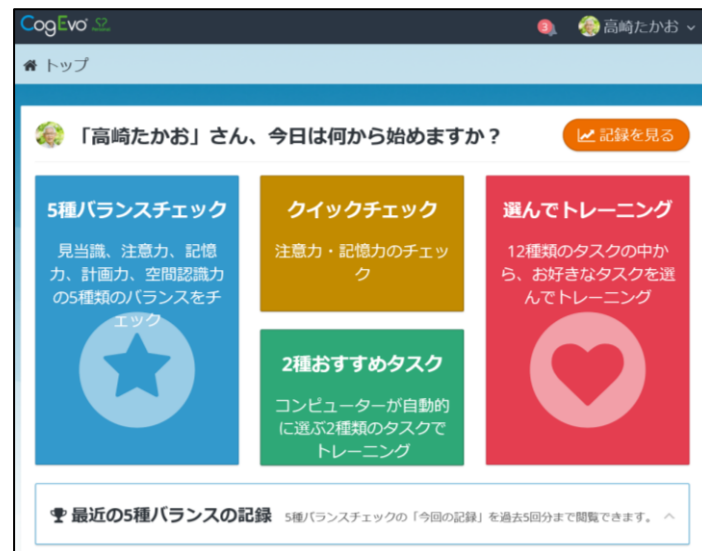 CogEvo
3
高崎たかお
トップ
「高崎たかお」さん、今日は何から始めますか？
記録を見る
5種バランスチェック
見当識、注意力、記憶
力、計画力、空間認識力
の5種類のバランスをチ
ェック
クイックチェック
注意力・記憶力のチェッ
ク
2種おすすめタスク
コンピューターが自動的
に選ぶ2種類のタスクで
トレーニング
選んでトレーニング
12種類のタスクの中か
ら、お好きなタスクを選
んでトレーニング
最近の5種バランスの記録 5種バランスチェックの「今回の記録」を過去5回分まで閲覧できます。